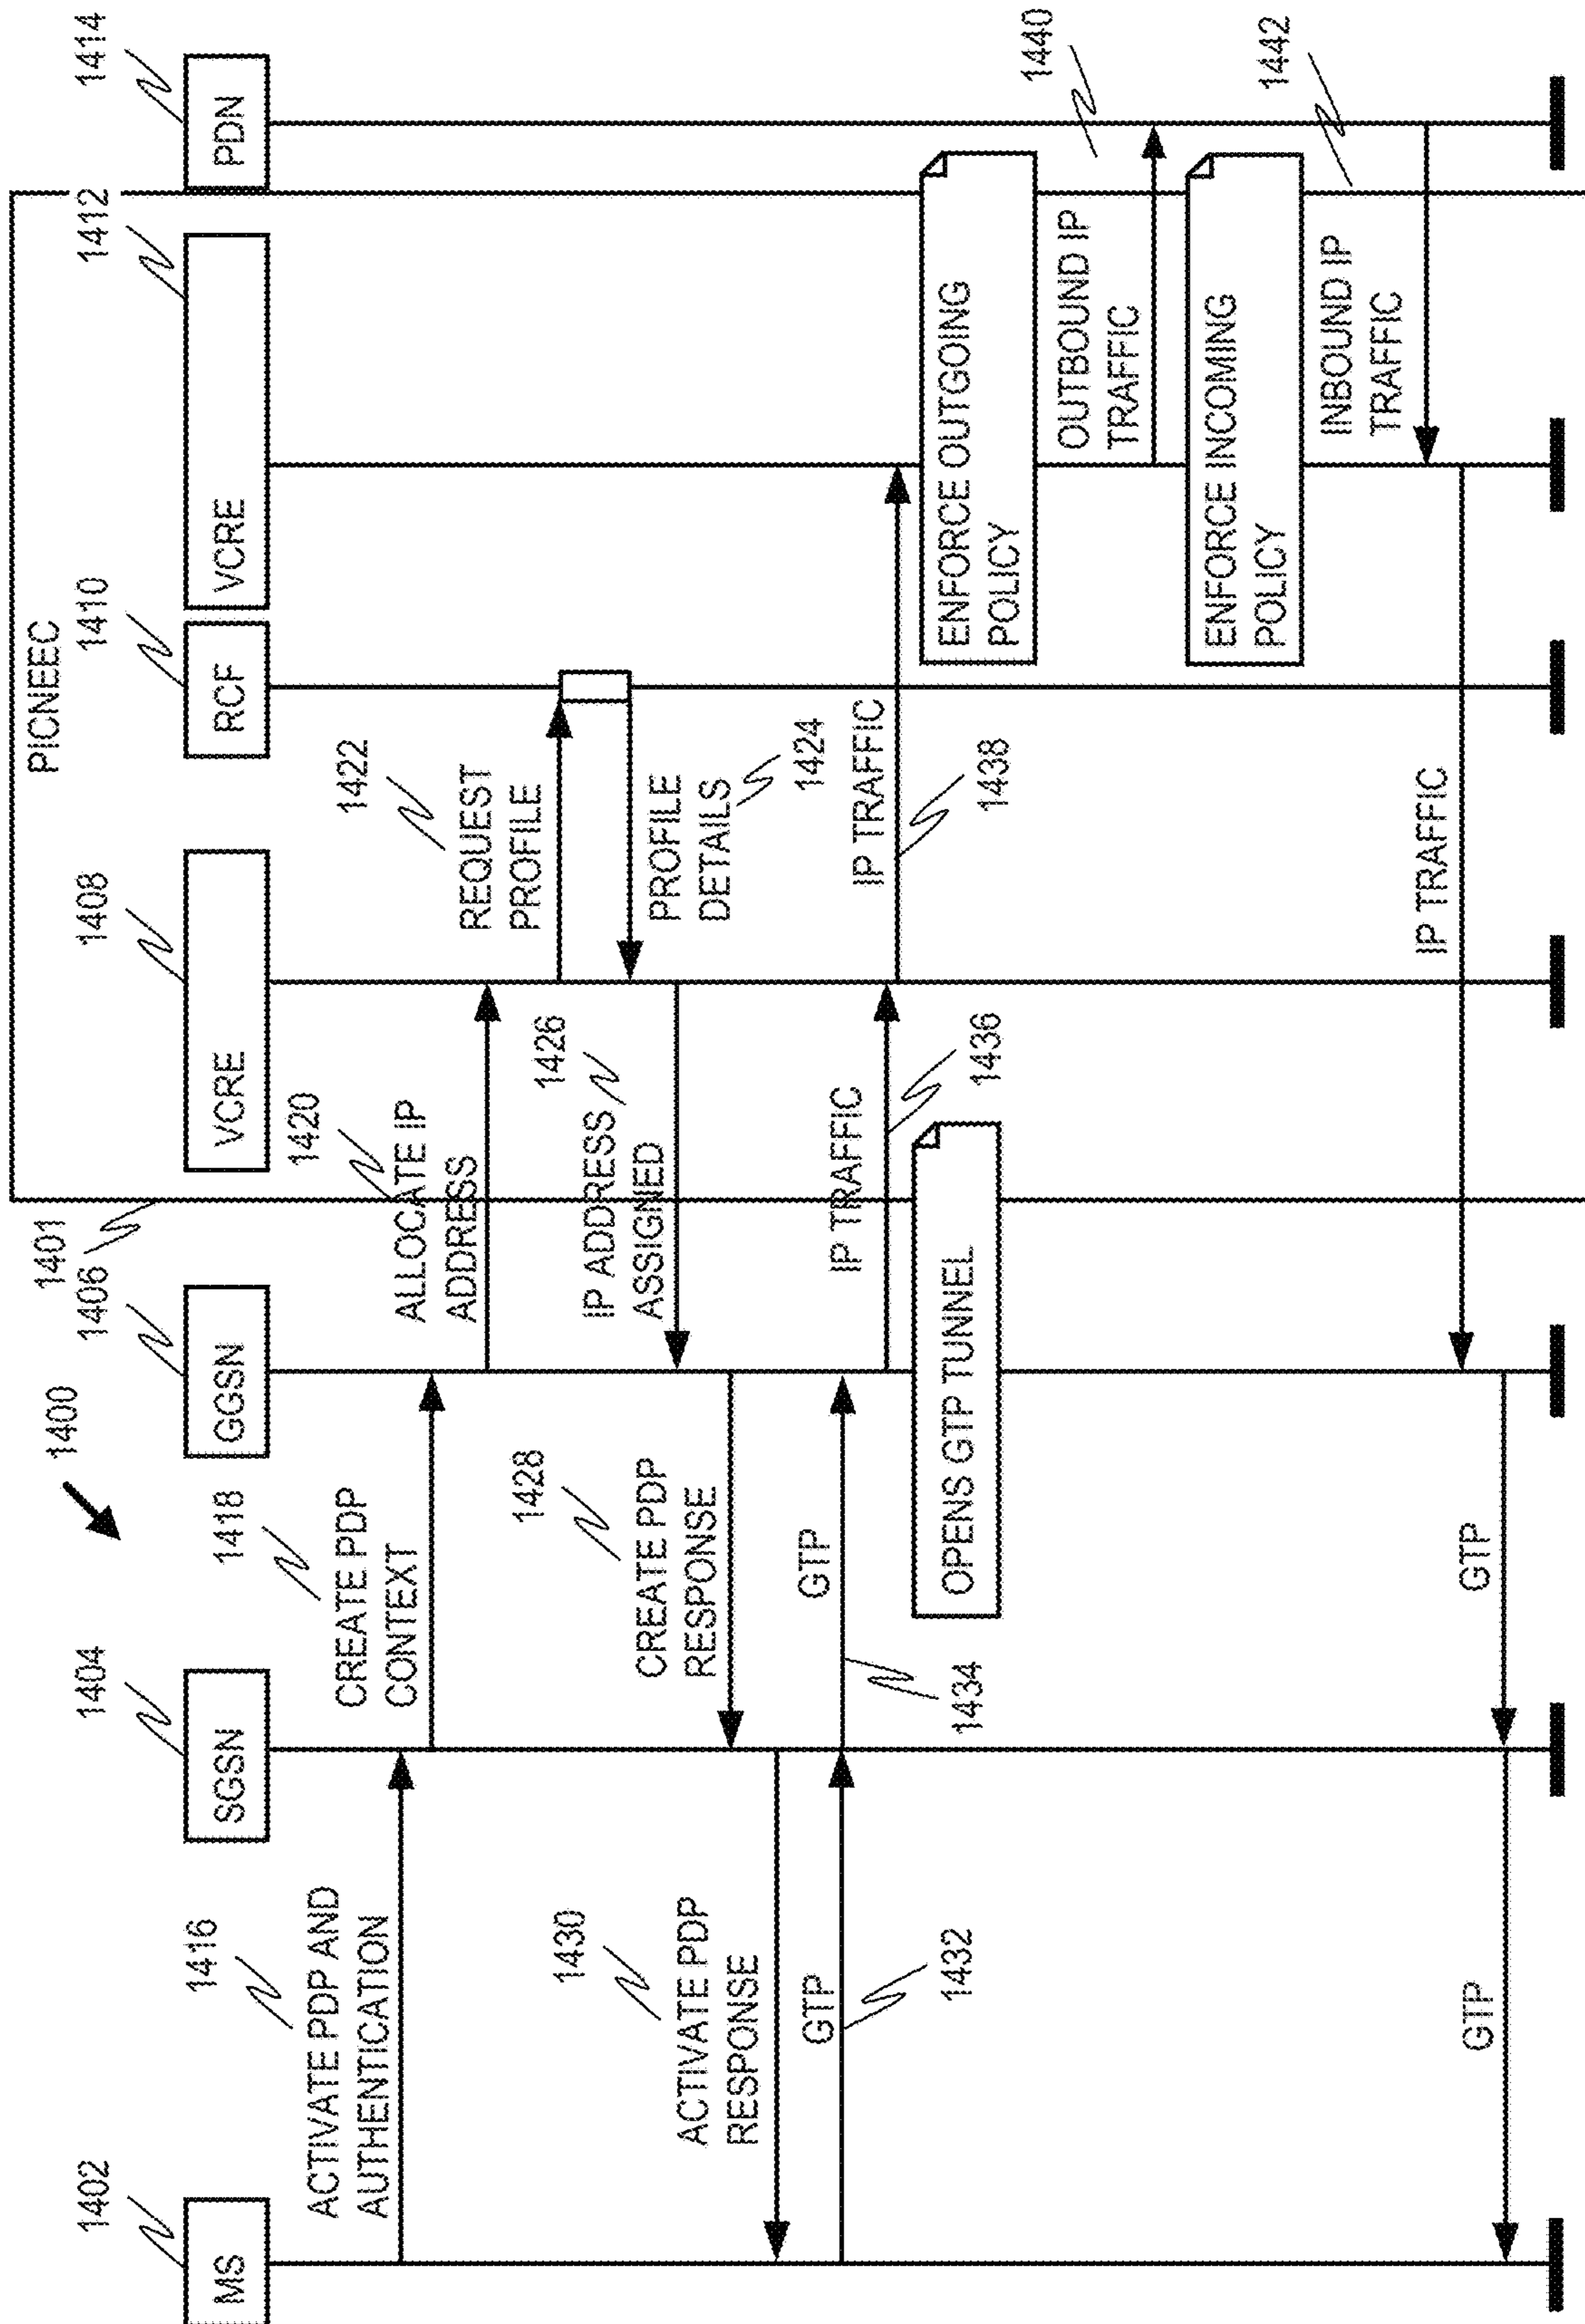 1400
1401
PICNEEC
1402
1404
1406
1408
1410
1412
1414
MS
SGSN
GGSN
VCRE
RCF
VCRE
PDN
1416
ACTIVATE PDP AND
AUTHENTICATION
1418
CREATE PDP
CONTEXT
1420
ALLOCATE IP
ADDRESS
1422
REQUEST
PROFILE
PROFILE
DETAILS
1424
1426
IP ADDRESS
ASSIGNED
1428
CREATE PDP
RESPONSE
1430
ACTIVATE PDP
RESPONSE
GTP
1432
GTP
1434
IP TRAFFIC
1436
IP TRAFFIC
1438
OPENS GTP TUNNEL
ENFORCE OUTGOING
POLICY
1440
OUTBOUND IP
TRAFFIC
ENFORCE INCOMING
POLICY
1442
INBOUND IP
TRAFFIC
IP TRAFFIC
GTP
GTP